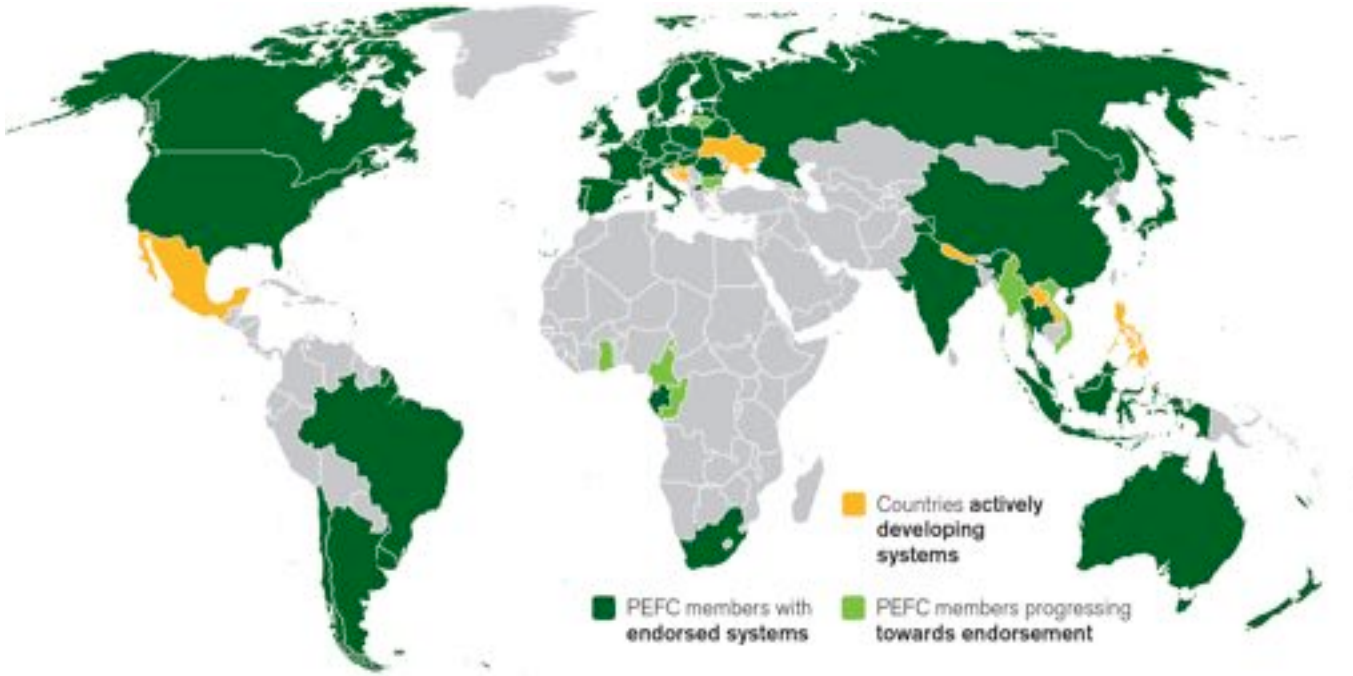 Countries actively
developing
systems
PEFC members with
endorsed systems
PEFC members progressing
towards endorsement